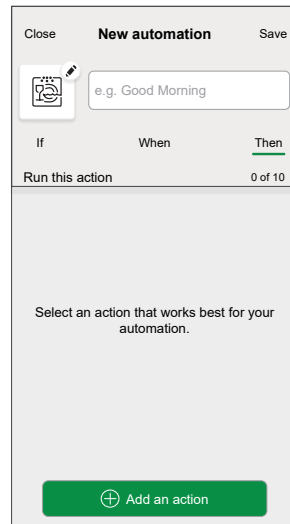 Close New automation Save
e.g. Good Morning
If When Then
Run this action 0 of 10
Select an action that works best for your
automation.
Add an action